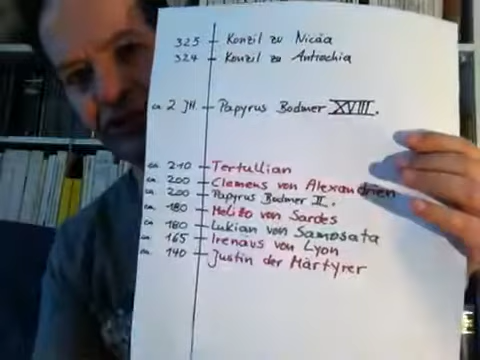 325 Konzil zu Nicäa
324 Konzil zu Antiochia
ca 2 JH Papyrus Bodmer XVIII.
ca 210 Tertullian
ca 200 Clemens von Alexandrien
ca 200 Papyrus Bodmer II.
ca 180 Melito von Sardes
ca 180 Lukian von Samosata
ca 165 Irenäus von Lyon
ca. 140 Justin der Märtyrer